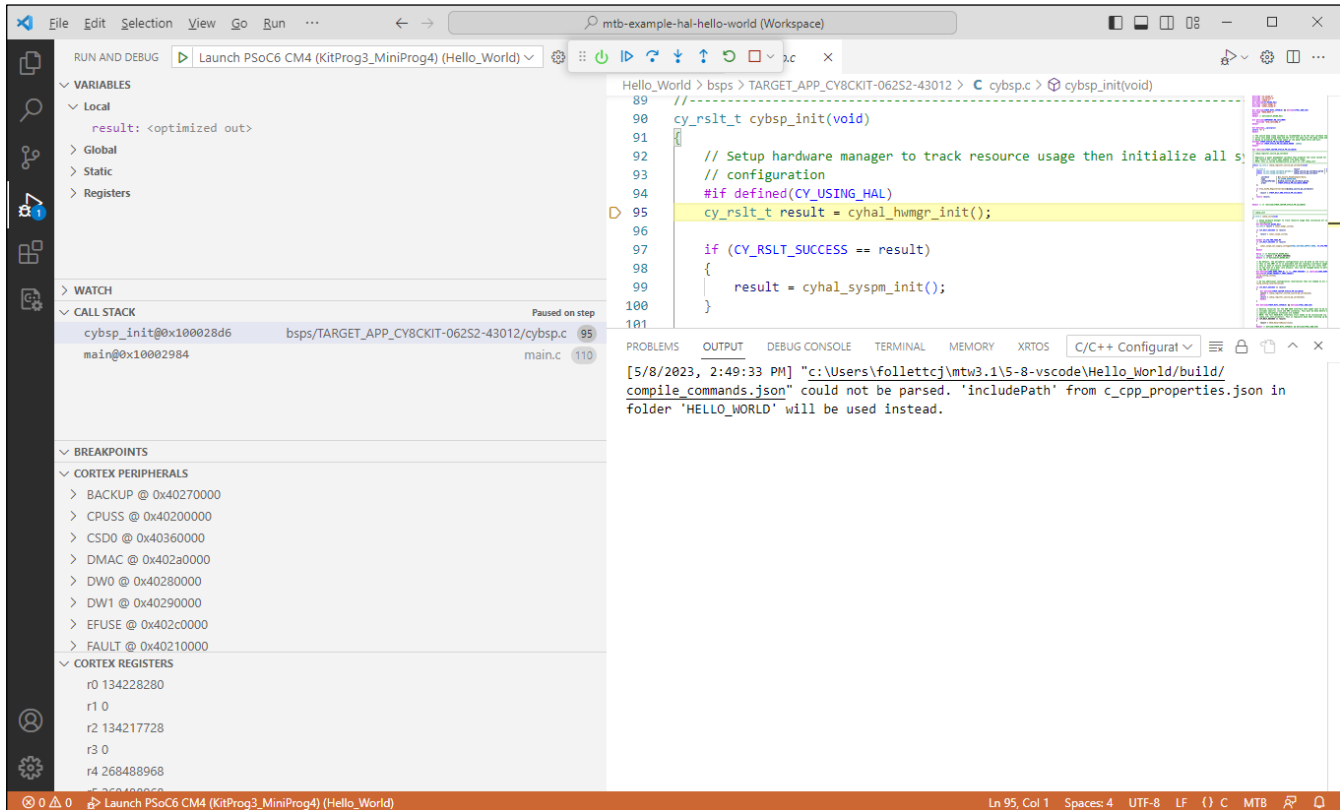 File Edit Selection View Go Run ··· mtb-example-hal-hello-world (Workspace)
RUN AND DEBUG Launch PSoC6 CM4 (KitProg3_MiniProg4) (Hello_World)
VARIABLES
Local
result: <optimized out>
Global
Static
Registers
WATCH
CALL STACK Paused on step
cybsp_init@0x100028d6 bsps/TARGET_APP_CY8CKIT-062S2-43012/cybsp.c 95
main@0x10002984 main.c 110
BREAKPOINTS
CORTEX PERIPHERALS
BACKUP @ 0x40270000
CPUSS @ 0x40200000
CSD0 @ 0x40360000
DMAC @ 0x402a0000
DW0 @ 0x40280000
DW1 @ 0x40290000
EFUSE @ 0x402c0000
FAULT @ 0x40210000
CORTEX REGISTERS
r0 134228280
r1 0
r2 134217728
r3 0
r4 268488968
Hello_World > bsps > TARGET_APP_CY8CKIT-062S2-43012 > C cybsp.c > cybsp_init(void)
89 //--------------------------------------------------------------------------
90 cy_rslt_t cybsp_init(void)
91 {
92 // Setup hardware manager to track resource usage then initialize all
93 // configuration
94 #if defined(CY_USING_HAL)
95 cy_rslt_t result = cyhal_hwmgr_init();
96
97 if (CY_RSLT_SUCCESS == result)
98 {
99 result = cyhal_syspm_init();
100 }
101
PROBLEMS OUTPUT DEBUG CONSOLE TERMINAL MEMORY XRTOS C/C++ Configurat
[5/8/2023, 2:49:33 PM] "c:\Users\follettcj\mtw3.1\5-8-vscode\Hello_World/build/
compile_commands.json" could not be parsed. 'includePath' from c_cpp_properties.json in
folder 'HELLO_WORLD' will be used instead.
0 0 Launch PSoC6 CM4 (KitProg3_MiniProg4) (Hello_World) Ln 95, Col 1 Spaces: 4 UTF-8 LF {} C MTB